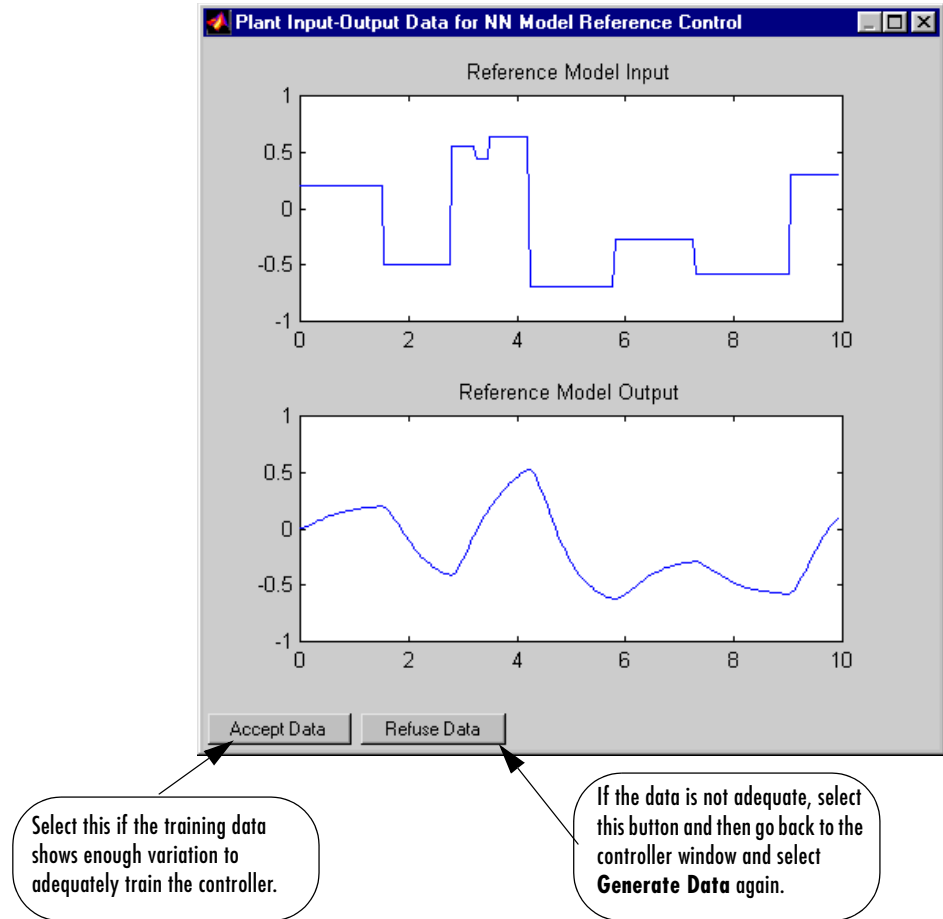 Plant Input-Output Data for NN Model Reference Control
Reference Model Input
1
0.5
0
-0.5
-1
0 2 4 6 8 10
Reference Model Output
1
0.5
0
-0.5
-1
0 2 4 6 8 10
Accept Data Refuse Data
Select this if the training data
shows enough variation to
adequately train the controller.
If the data is not adequate, select
this button and then go back to the
controller window and select
Generate Data again.